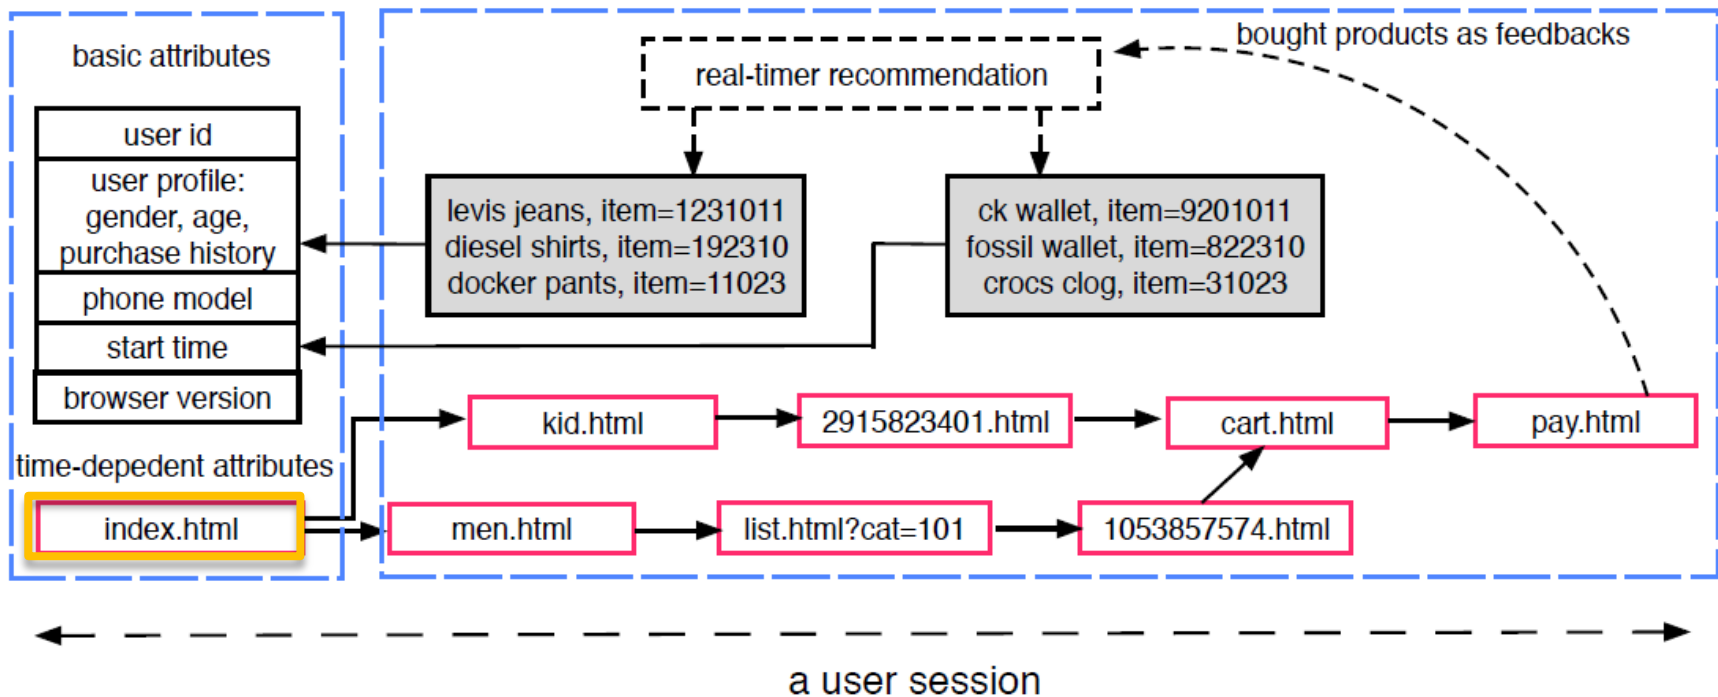 basic attributes
user id
user profile:
gender, age,
purchase history
phone model
start time
browser version
time-depedent attributes
index.html
bought products as feedbacks
real-timer recommendation
levis jeans, item=1231011
diesel shirts, item=192310
docker pants, item=11023
ck wallet, item=9201011
fossil wallet, item=822310
crocs clog, item=31023
kid.html
2915823401.html
cart.html
pay.html
men.html
list.html?cat=101
1053857574.html
a user session